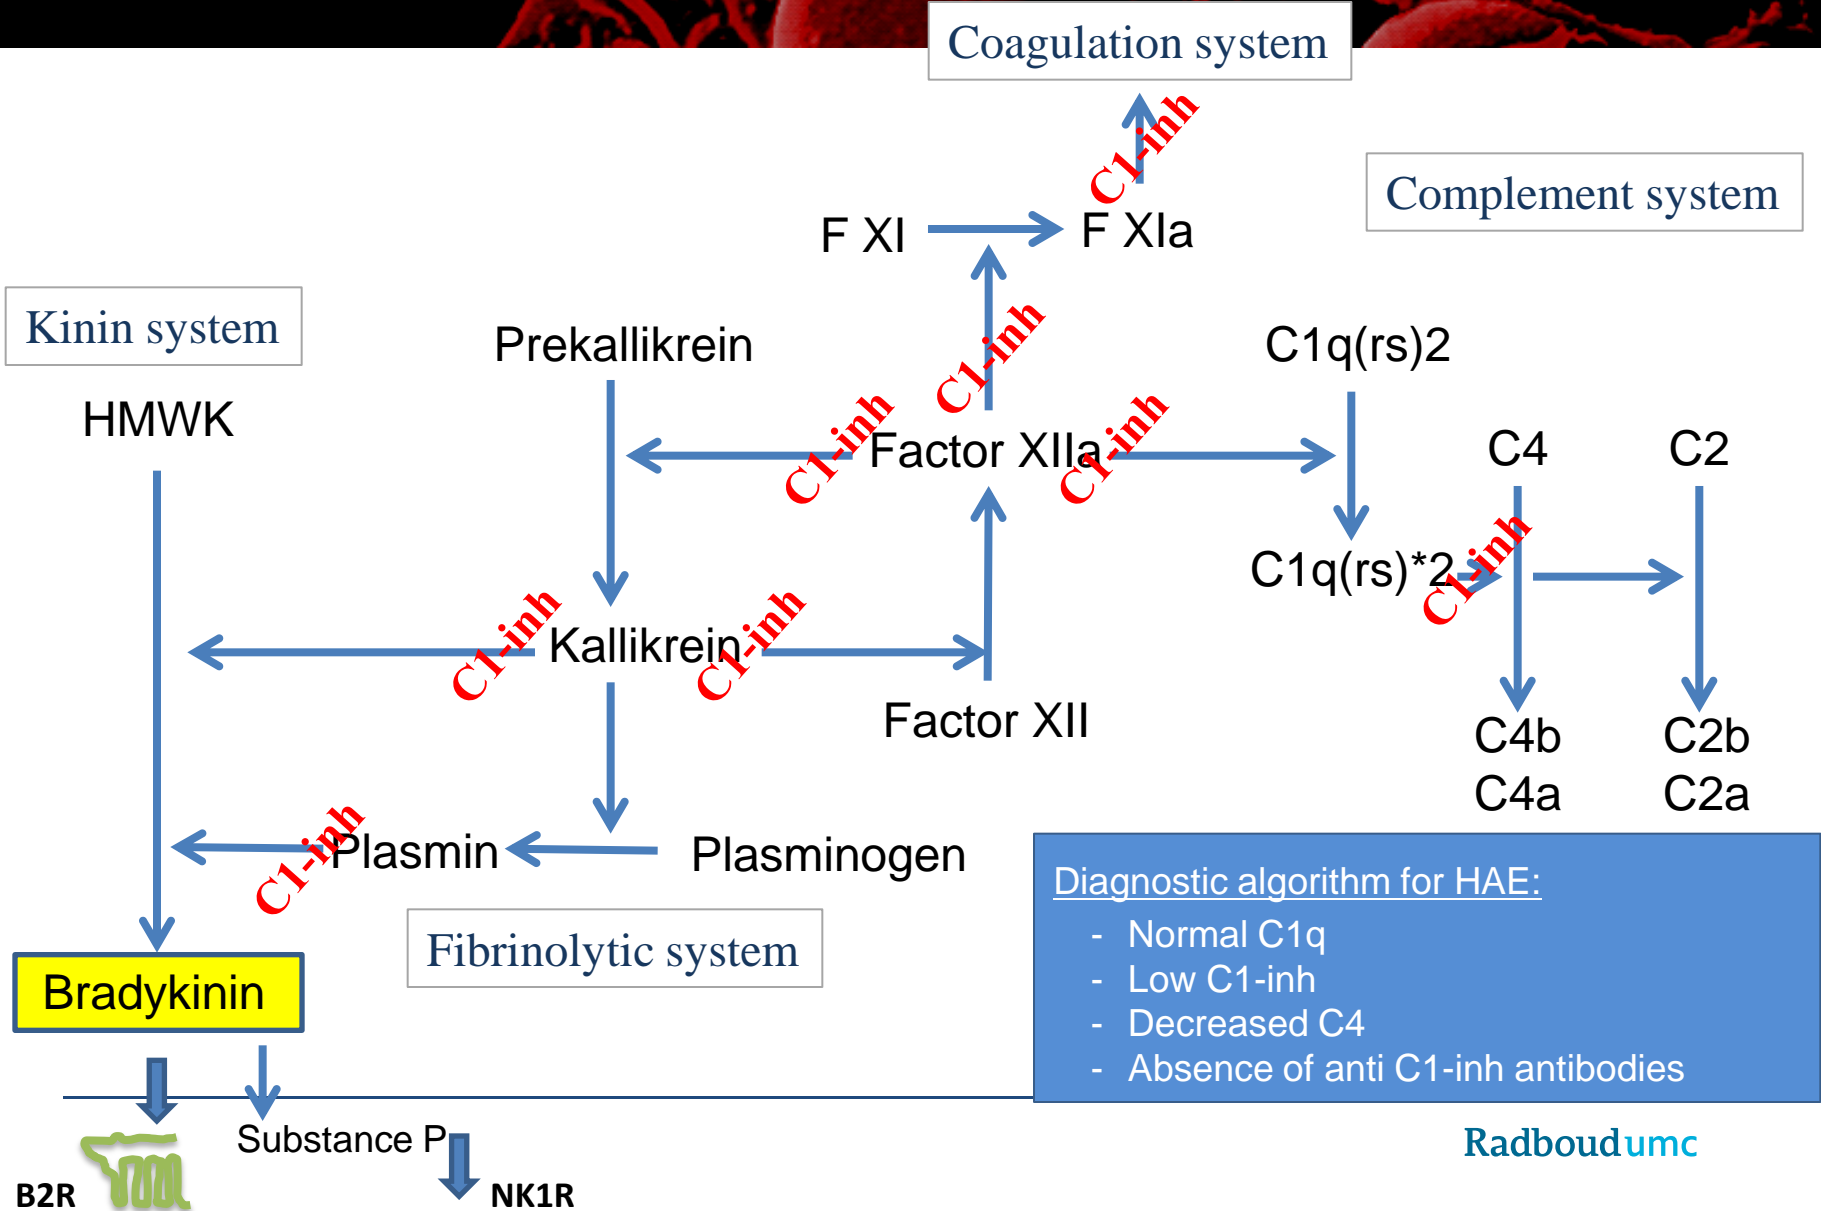 Coagulation system
C1-inh
Complement system
F XI
F XIa
Kinin system
C1-inh
Prekallikrein
C1q(rs)2
HMWK
C1-inh
Factor XIIa
C1-inh
C4
C2
C1-inh
C1q(rs)*2
C1-inh
Kallikrein
C1-inh
Factor XII
C4b
C2b
C4a
C2a
C1-inh
Plasmin
Plasminogen
Diagnostic algorithm for HAE:
- Normal C1q
- Low C1-inh
- Decreased C4
- Absence of anti C1-inh antibodies
Fibrinolytic system
Bradykinin
Substance P
Radboudumc
B2R
NK1R